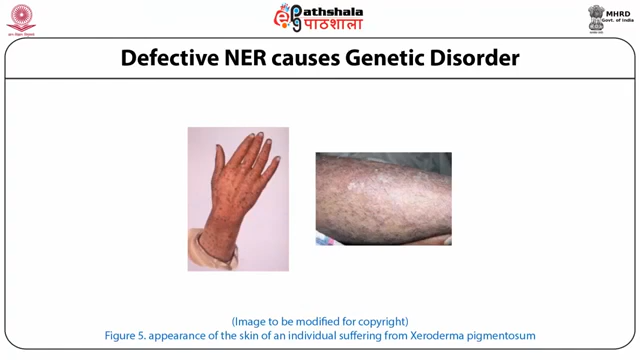 ePathshala
पाठशाला
MHRD
Govt. of India
Defective NER causes Genetic Disorder
(Image to be modified for copyright)
Figure 5. appearance of the skin of an individual suffering from Xeroderma pigmentosum